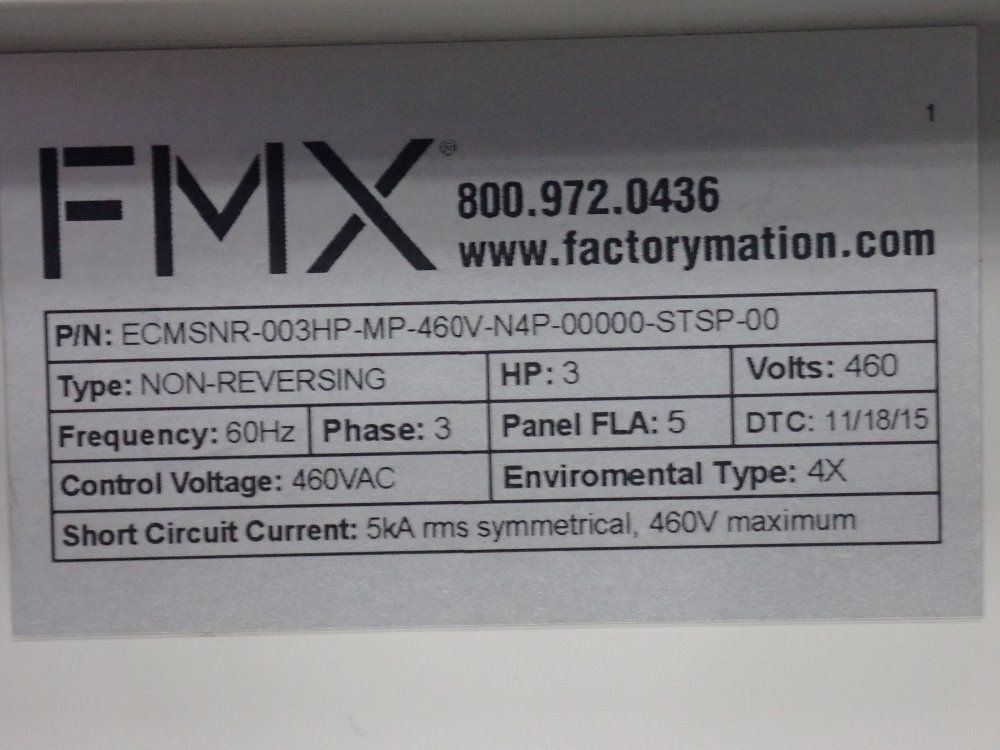 1
FMX®
800.972.0436
www.factorymation.com
P/N: ECMSNR-003HP-MP-460V-N4P-00000-STSP-00
Type: NON-REVERSING HP: 3 Volts: 460
Frequency: 60Hz Phase: 3 Panel FLA: 5 DTC: 11/18/15
Control Voltage: 460VAC Enviromental Type: 4X
Short Circuit Current: 5kA rms symmetrical, 460V maximum